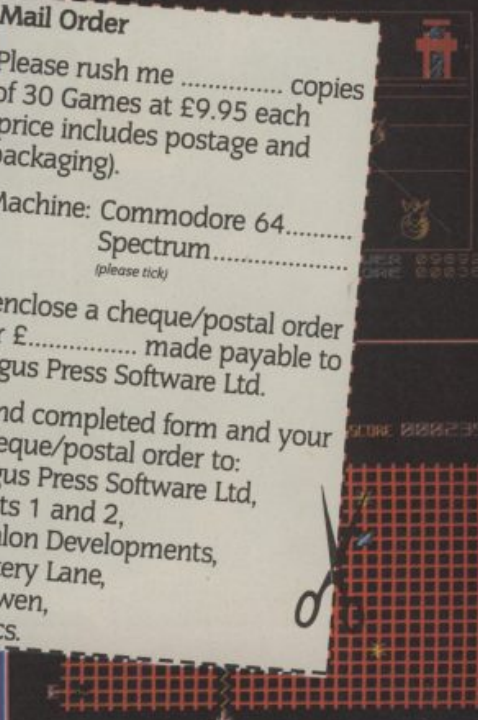 Mail Order
Please rush me ............... copies
of 30 Games at £9.95 each
price includes postage and
packaging).
Machine: Commodore 64..........
Spectrum....................
(please tick)
enclose a cheque/postal order
£................ made payable to
gus Press Software Ltd.
nd completed form and your
eque/postal order to:
gus Press Software Ltd,
ts 1 and 2,
lon Developments,
ery Lane,
wen,
cs.
SCORE